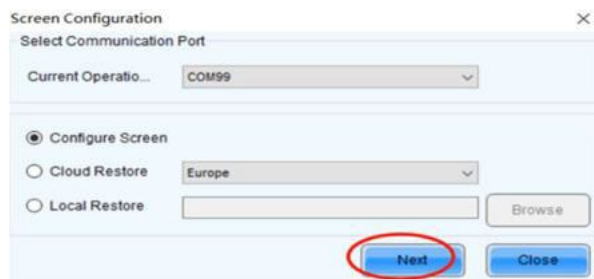 Screen Configuration
Select Communication Port
Current Operatio...
COM99
Configure Screen
Cloud Restore
Europe
Local Restore
Browse
Next
Close